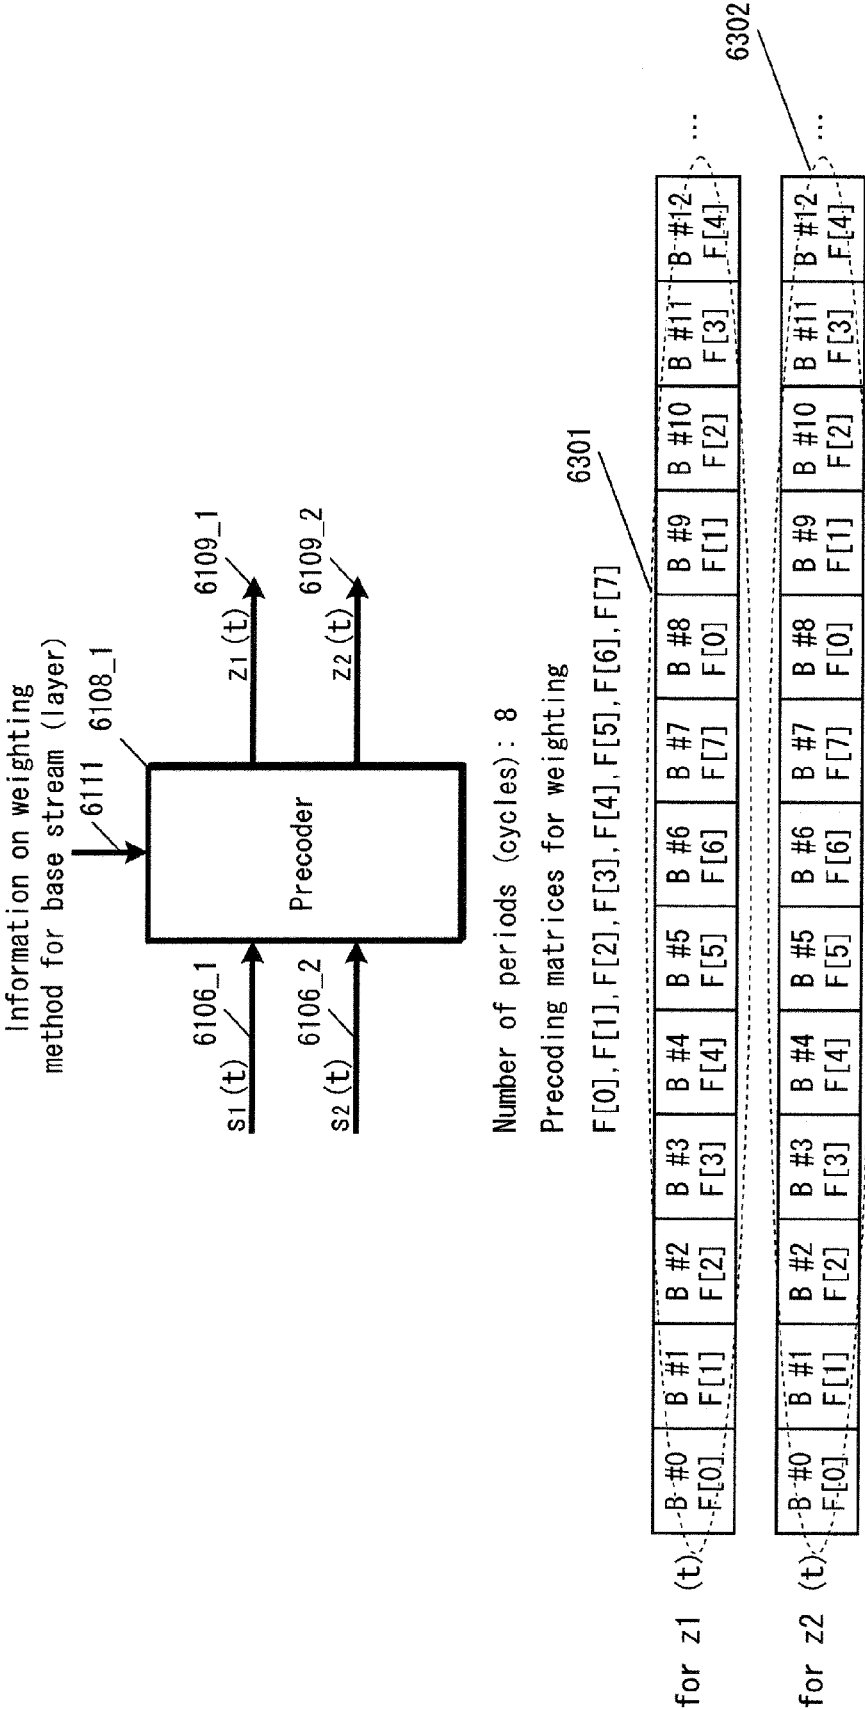 Information on weighting
method for base stream (layer)
6111
6108_1
s1(t)
6106_1
s2(t)
6106_2
Precoder
z1(t)
6109_1
z2(t)
6109_2
Number of periods (cycles): 8
Precoding matrices for weighting
F[0], F[1], F[2], F[3], F[4], F[5], F[6], F[7]
6301
for z1 (t)
B #0 B #1 B #2 B #3 B #4 B #5 B #6 B #7 B #8 B #9 B #10 B #11 B #12 ...
F[0] F[1] F[2] F[3] F[4] F[5] F[6] F[7] F[0] F[1] F[2] F[3] F[4]
6302
for z2 (t)
B #0 B #1 B #2 B #3 B #4 B #5 B #6 B #7 B #8 B #9 B #10 B #11 B #12 ...
F[0] F[1] F[2] F[3] F[4] F[5] F[6] F[7] F[0] F[1] F[2] F[3] F[4]